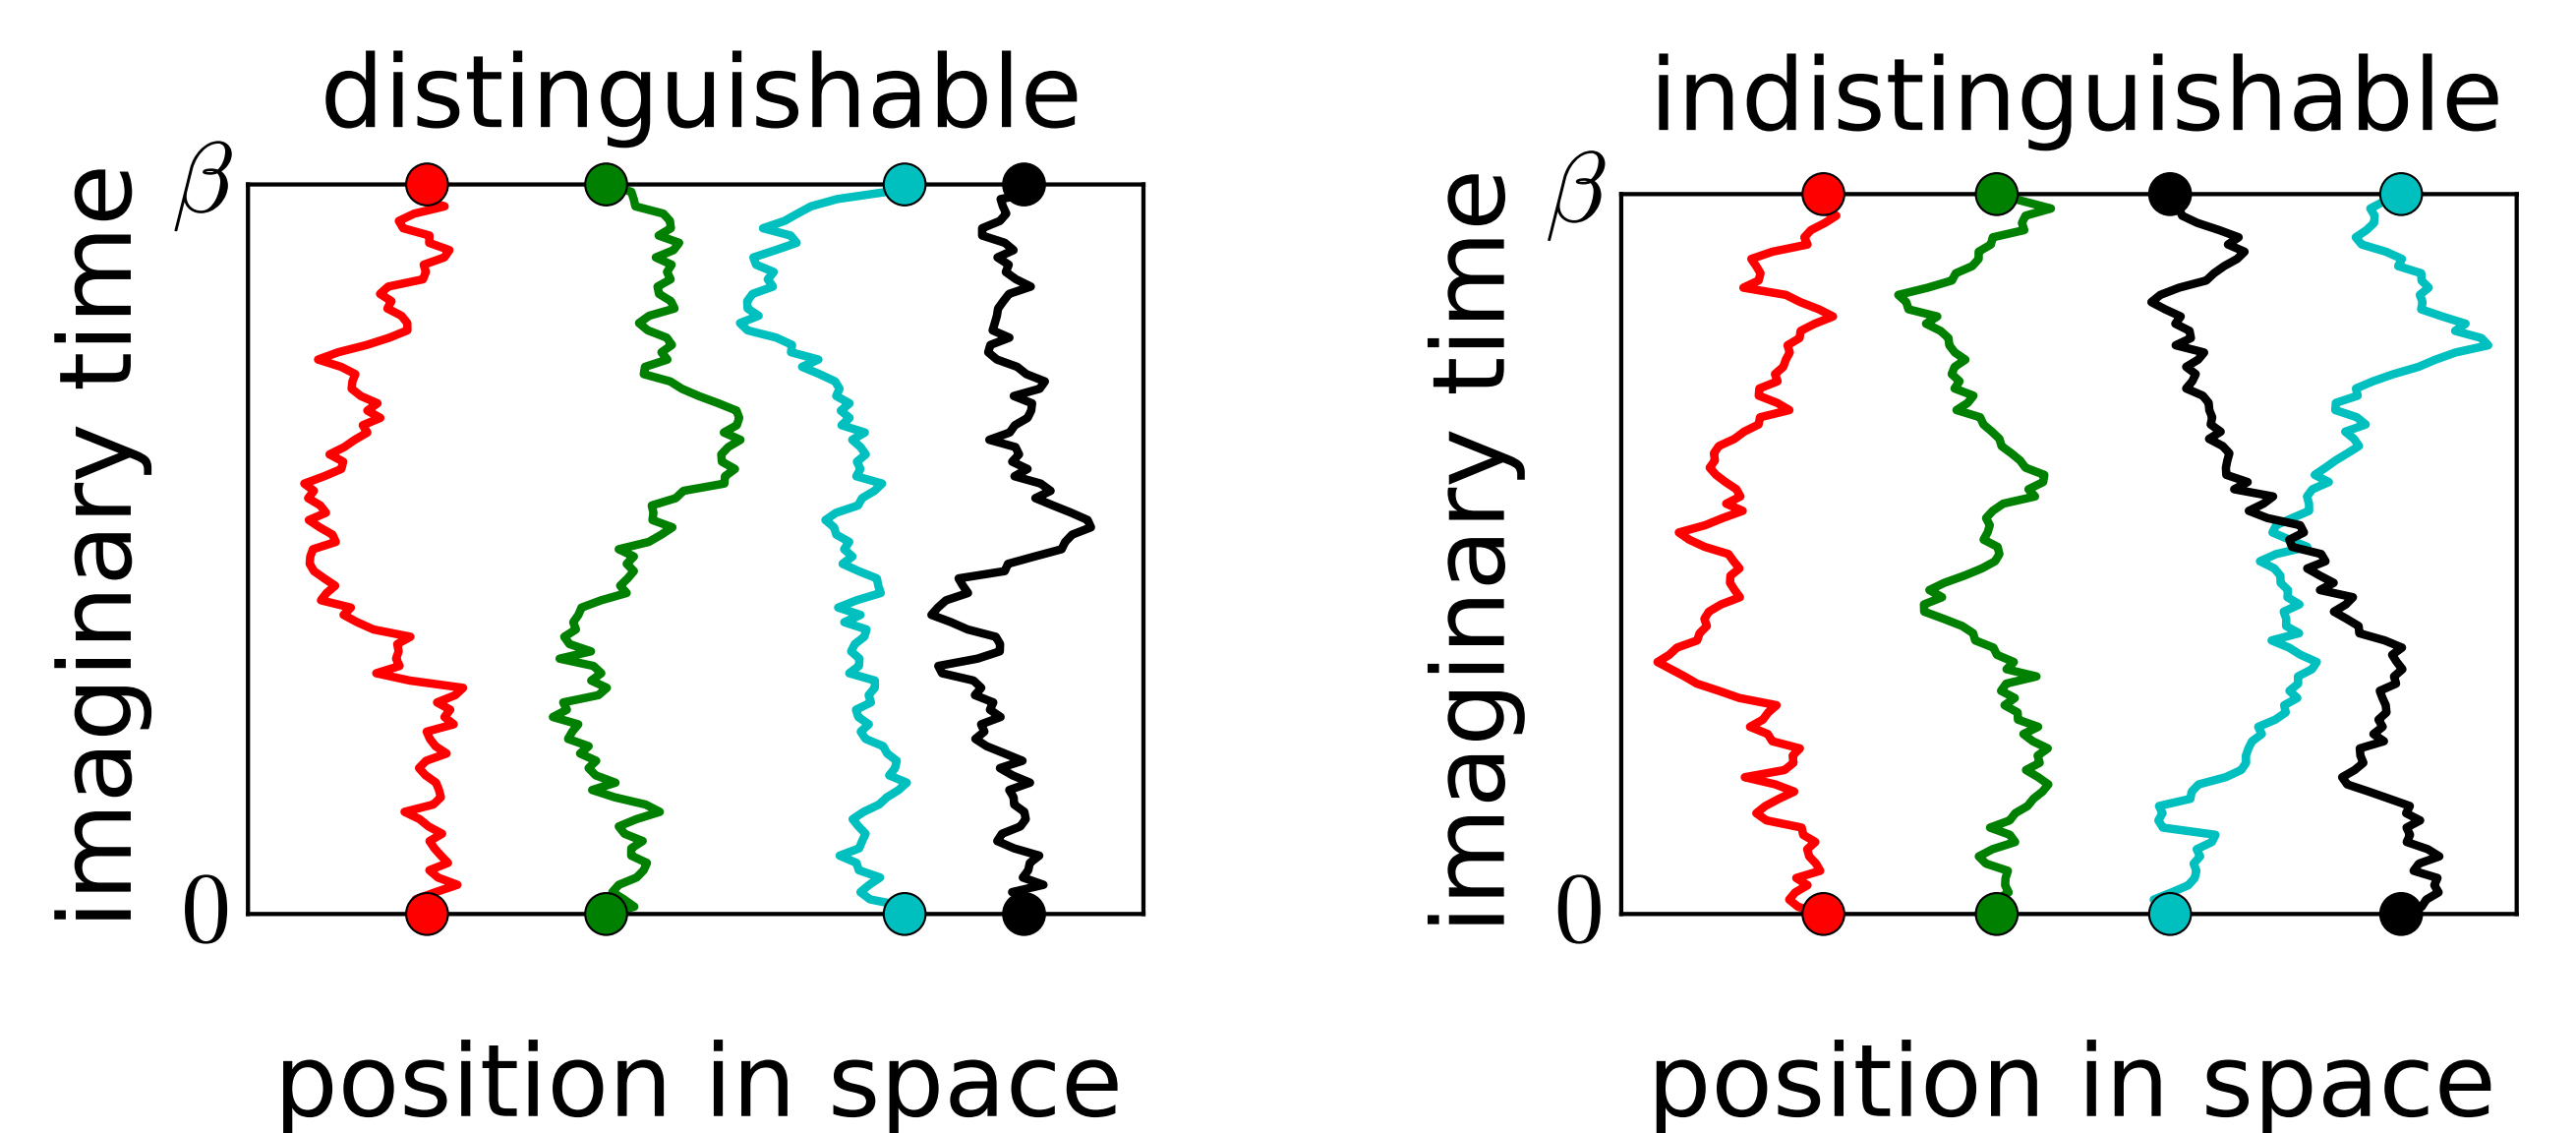 distinguishable
β
imaginary time
0
position in space
indistinguishable
β
imaginary time
0
position in space